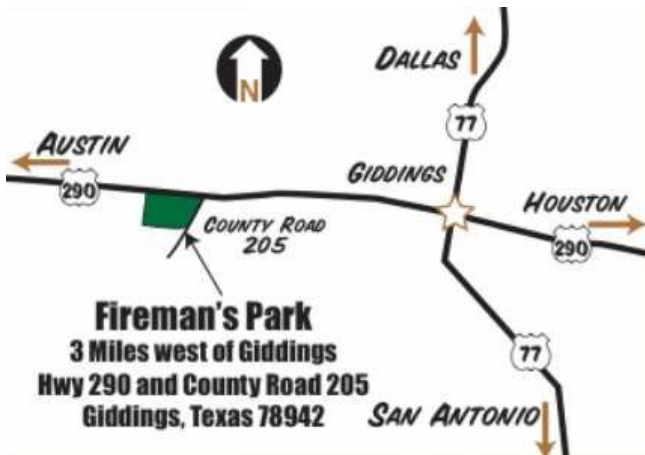 DALLAS
N
77
AUSTIN
290
GIDDINGS
HOUSTON
COUNTY ROAD
205
290
Fireman's Park
3 Miles west of Giddings
Hwy 290 and County Road 205
Giddings, Texas 78942
77
SAN ANTONIO